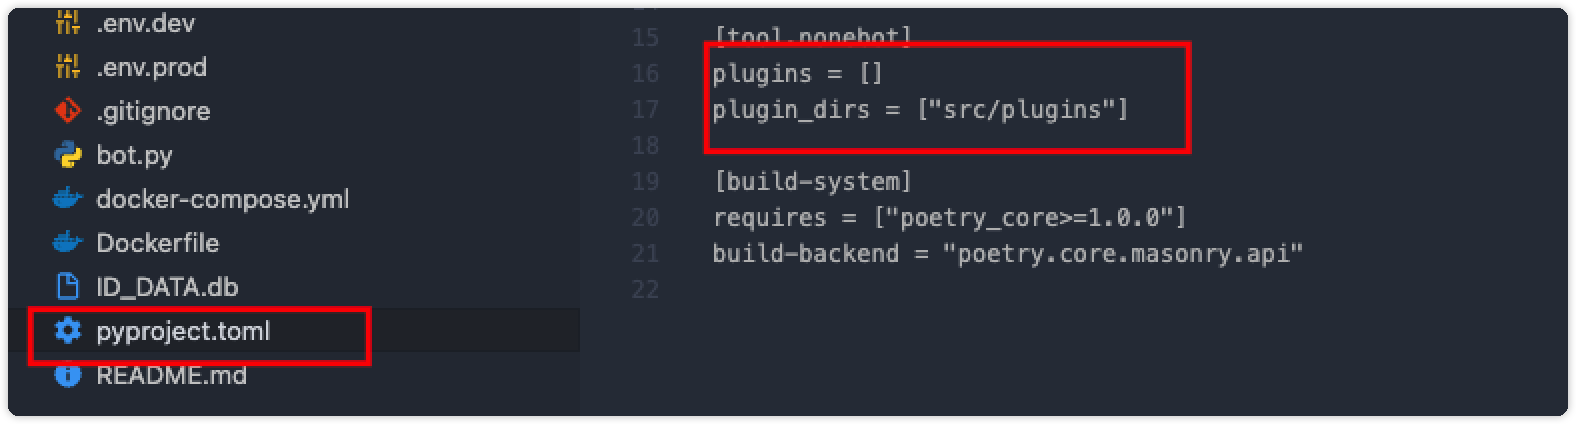 .env.dev
.env.prod
.gitignore
bot.py
docker-compose.yml
Dockerfile
ID_DATA.db
pyproject.toml
README.md
15 [tool.nonebot]
16 plugins = []
17 plugin_dirs = ["src/plugins"]
18
19 [build-system]
20 requires = ["poetry_core>=1.0.0"]
21 build-backend = "poetry.core.masonry.api"
22